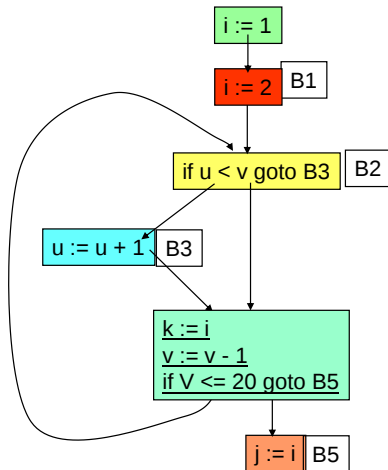 i := 1
i := 2
B1
if u < v goto B3
B2
u := u + 1
B3
k := i
v := v - 1
if V <= 20 goto B5
j := i
B5